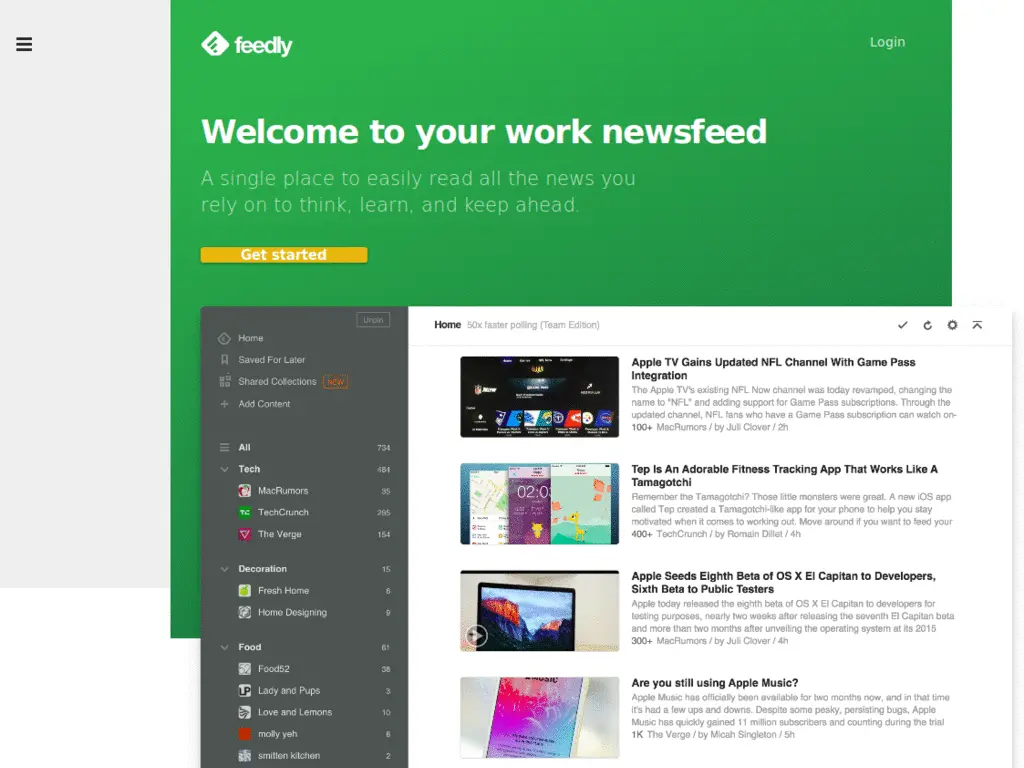 feedly
Login
Welcome to your work newsfeed
A single place to easily read all the news you
rely on to think, learn, and keep ahead.
Get started
Unpin
Home
Saved For Later
Shared Collections NEW
Add Content
All 734
Tech 484
MacRumors 35
TechCrunch 295
The Verge 154
Decoration 15
Fresh Home 6
Home Designing 9
Food 61
Food52 38
Lady and Pups 3
Love and Lemons 10
molly yeh 6
smitten kitchen 2
Home 50x faster polling (Team Edition)
Apple TV Gains Updated NFL Channel With Game Pass
Integration
The Apple TV's existing NFL Now channel was today revamped, changing the
name to "NFL" and adding support for Game Pass subscriptions. Through the
updated channel, NFL fans who have a Game Pass subscription can watch on-
100+ MacRumors / by Juli Clover / 2h
02:0
Tep Is An Adorable Fitness Tracking App That Works Like A
Tamagotchi
Remember the Tamagotchi? Those little monsters were great. A new iOS app
called Tep created a Tamagotchi-like app for your phone to help you stay
motivated when it comes to working out. Move around if you want to feed your
400+ TechCrunch / by Romain Dillet / 4h
Apple Seeds Eighth Beta of OS X El Capitan to Developers,
Sixth Beta to Public Testers
Apple today released the eighth beta of OS X El Capitan to developers for
testing purposes, nearly two weeks after releasing the seventh El Capitan beta
and more than two months after unveiling the operating system at its 2015
300+ MacRumors / by Juli Clover / 4h
MUSIC
Are you still using Apple Music?
Apple Music has officially been available for two months now, and in that time
it's had a few ups and downs. Despite some pesky, persisting bugs, Apple
Music has quickly gained 11 million subscribers and counting during the trial
1K The Verge / by Micah Singleton / 5h